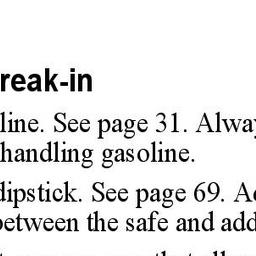 reak-in
line. See page 31. Alway
handling gasoline.
dipstick. See page 69. Ad
between the safe and add